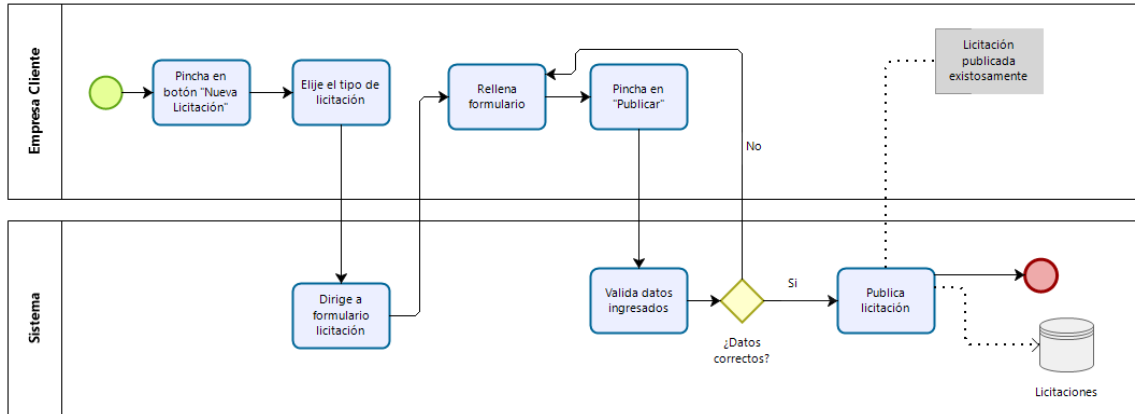 Empresa Cliente
Pincha en
botón "Nueva
Licitación"
Elije el tipo de
licitación
Rellena
formulario
Pincha en
"Publicar"
Licitación
publicada
existosamente
No
Sistema
Dirige a
formulario
licitación
Valida datos
ingresados
¿Datos
correctos?
Si
Publica
licitación
Licitaciones